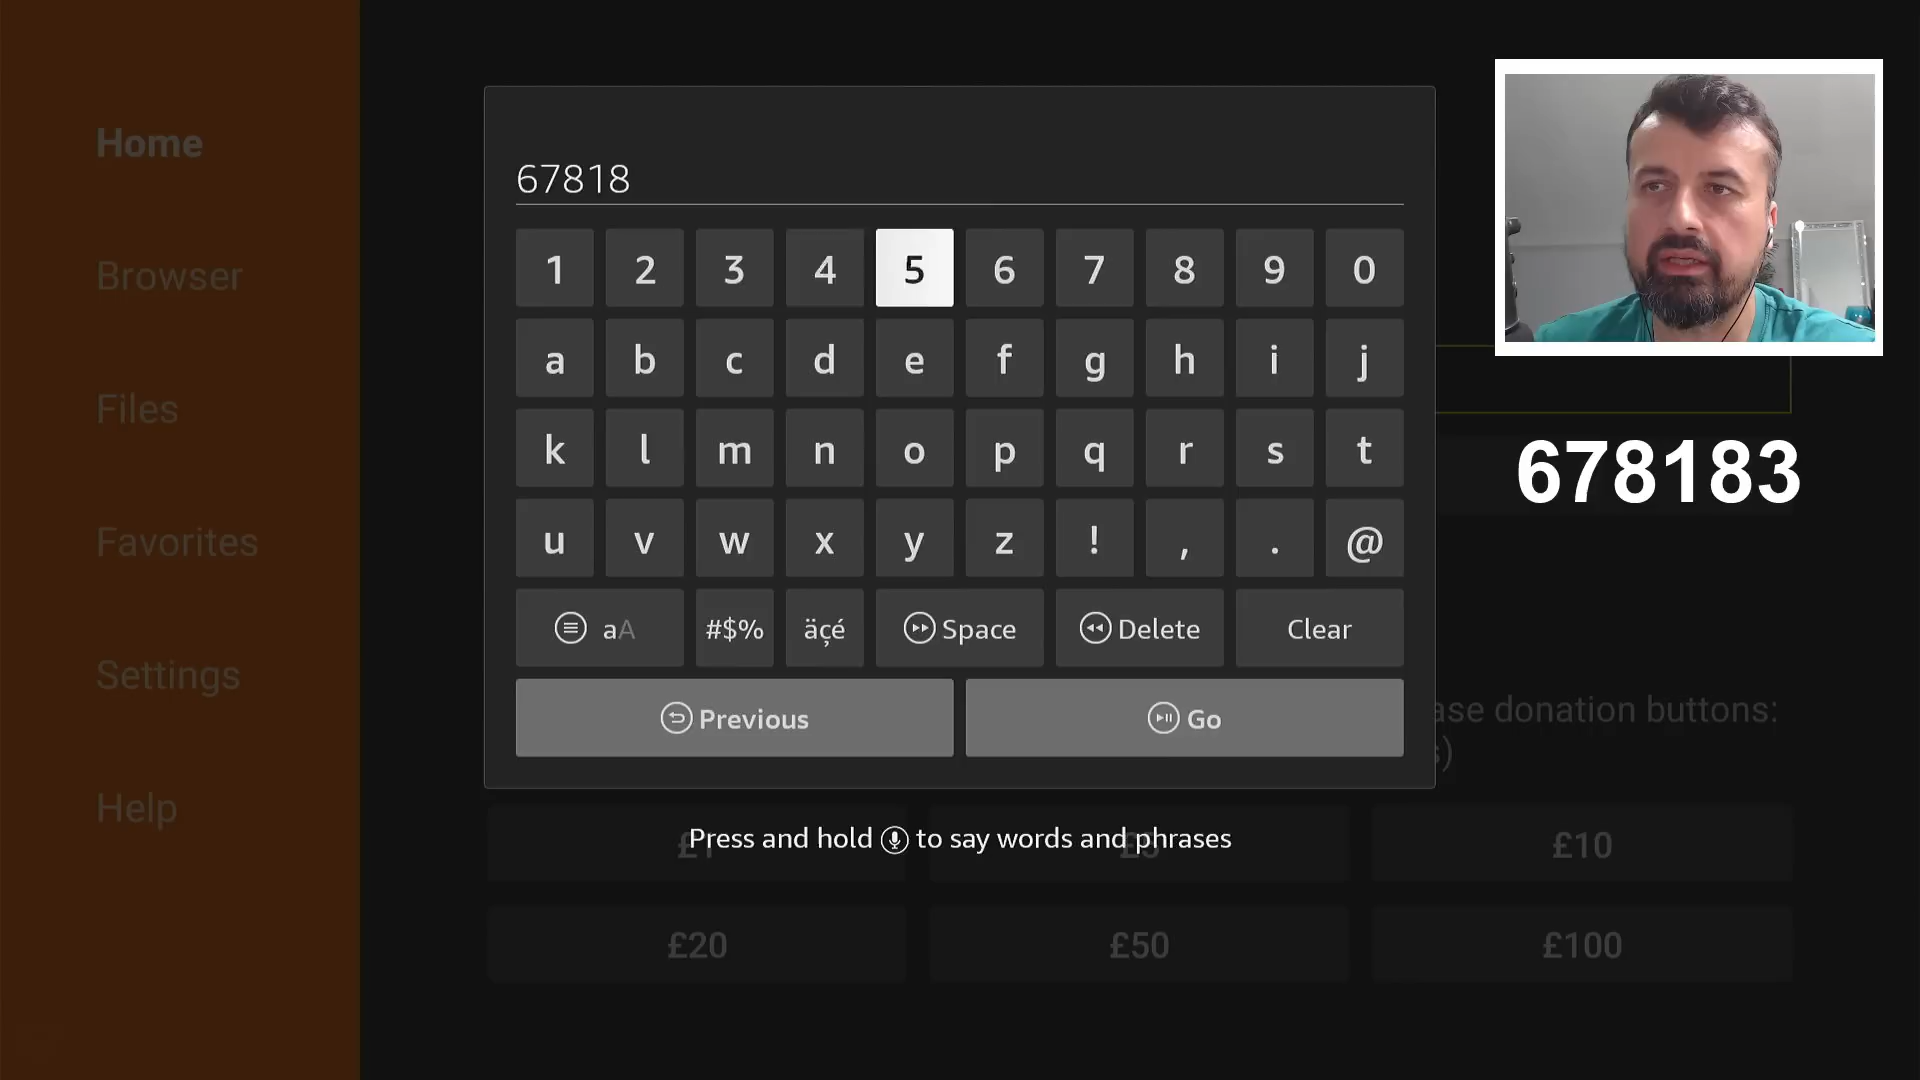 Home
Browser
Files
Favorites
Settings
Help
67818
1 2 3 4 5 6 7 8 9 0
a b c d e f g h i j
k l m n o p q r s t
u v w x y z ! , . @
aA #$% äçé Space Delete Clear
Previous Go
Press and hold to say words and phrases
678183
ase donation buttons:
s)
£1 £5 £10
£20 £50 £100